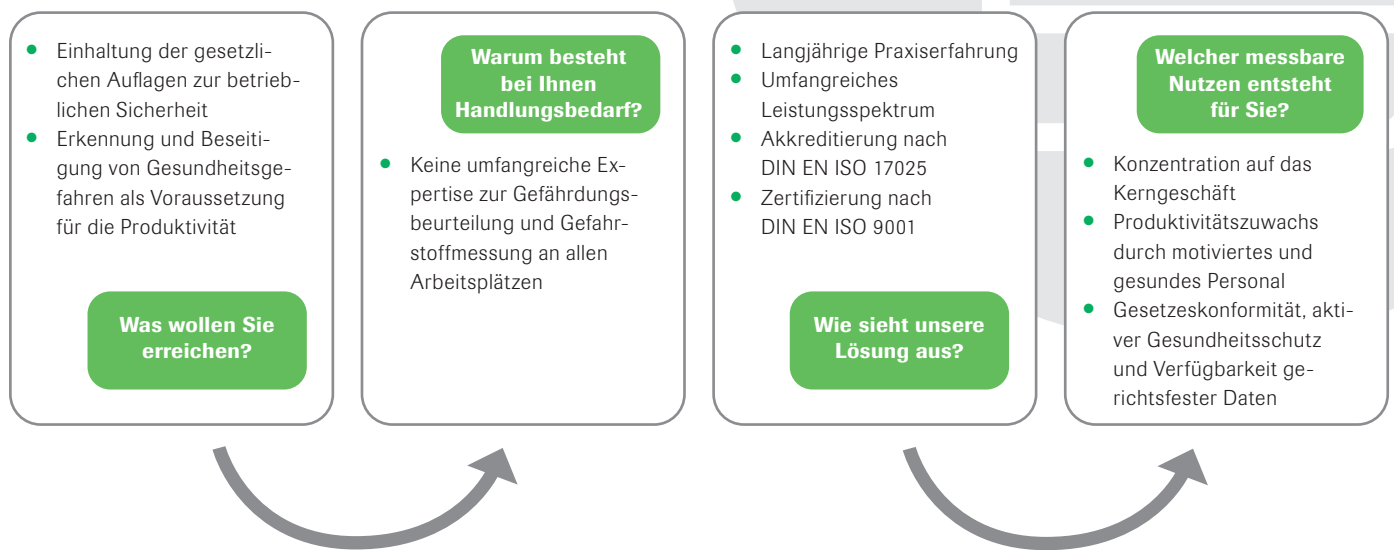 Einhaltung der gesetzli-
chen Auflagen zur betrieb-
lichen Sicherheit
Erkennung und Beseiti-
gung von Gesundheitsge-
fahren als Voraussetzung
für die Produktivität
Was wollen Sie
erreichen?
Warum besteht
bei Ihnen
Handlungsbedarf?
Keine umfangreiche Ex-
pertise zur Gefährdungs-
beurteilung und Gefahr-
stoffmessung an allen
Arbeitsplätzen
Langjährige Praxiserfahrung
Umfangreiches
Leistungsspektrum
Akkreditierung nach
DIN EN ISO 17025
Zertifizierung nach
DIN EN ISO 9001
Wie sieht unsere
Lösung aus?
Welcher messbare
Nutzen entsteht
für Sie?
Konzentration auf das
Kerngeschäft
Produktivitätszuwachs
durch motiviertes und
gesundes Personal
Gesetzeskonformität, akti-
ver Gesundheitsschutz
und Verfügbarkeit ge-
richtsfester Daten